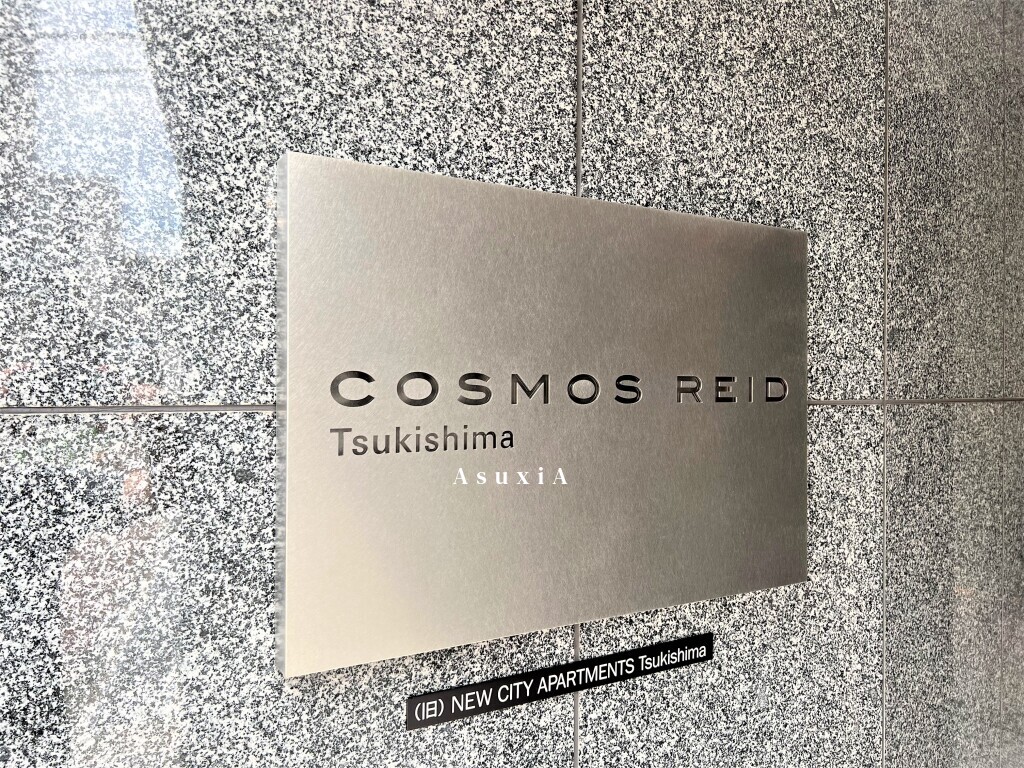 COSMOS REID
Tsukishima
AsuxiA
(旧) NEW CITY APARTMENTS Tsukishima